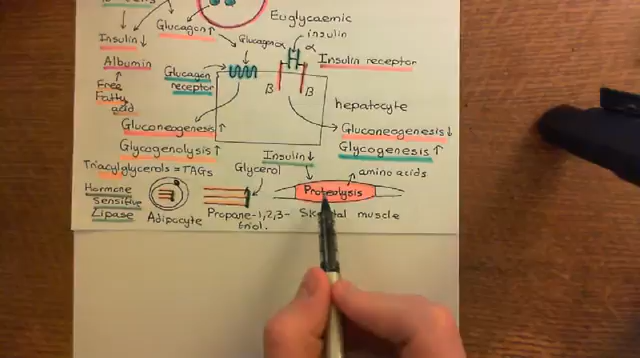 Euglycaemic
Glucagon ↑
insulin
Insulin ↓
Glucagon
α
Albumin
Insulin receptor
Glucagon
receptor
Free
Fatty
acid
β
β
hepatocyte
Gluconeogenesis ↑
Gluconeogenesis ↓
Glycogenolysis ↑
Glycogenesis ↑
Insulin ↓
Triacylglycerols = TAGs
Glycerol
amino acids
Hormone
Sensitive
Lipase
Proteolysis
Adipocyte
Propane-1,2,3-
triol.
Skeletal muscle